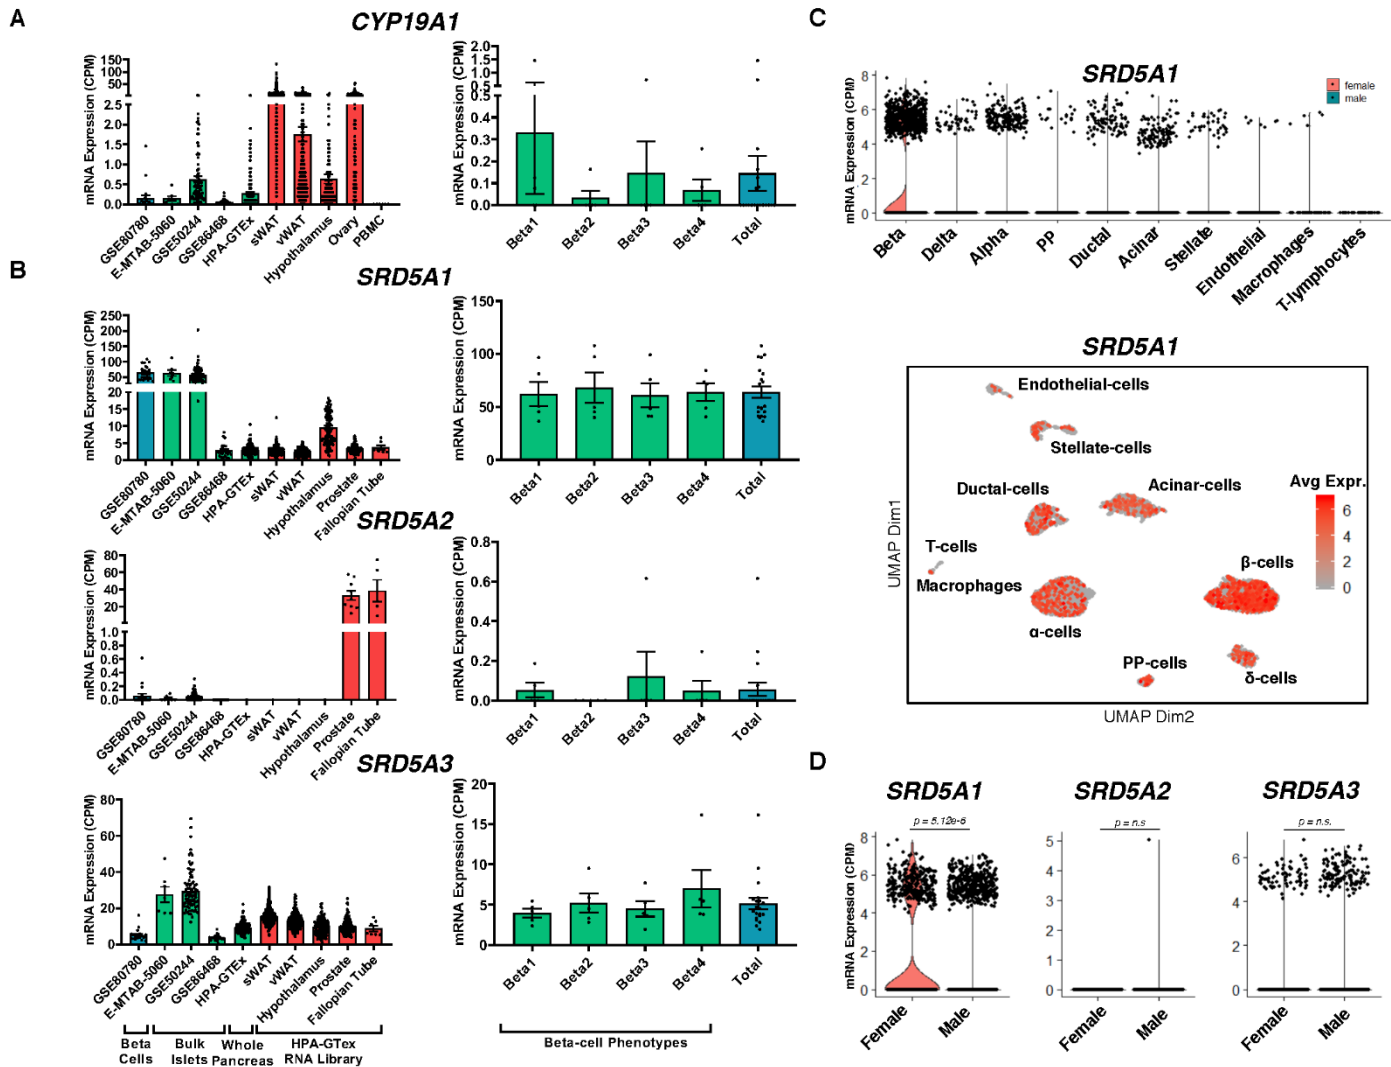 A
CYP19A1
mRNA Expression (CPM)
150
100
50
2.5
2.0
1.5
1.0
0.5
0.0
GSE80780
E-MTAB-5060
GSE50244
GSE86468
HPA-GTEx
sWAT
vWAT
Hypothalamus
Ovary
PBMC
mRNA Expression (CPM)
2.0
1.5
1.0
0.5
0.4
0.3
0.2
0.1
0.0
Beta1
Beta2
Beta3
Beta4
Total
B
SRD5A1
mRNA Expression (CPM)
250
200
150
100
50
20
15
10
5
0
GSE80780
E-MTAB-5060
GSE50244
GSE86468
HPA-GTEx
sWAT
vWAT
Hypothalamus
Prostate
Fallopian Tube
mRNA Expression (CPM)
150
100
50
0
Beta1
Beta2
Beta3
Beta4
Total
SRD5A2
mRNA Expression (CPM)
80
60
40
20
1.0
0.8
0.6
0.4
0.2
0.0
GSE80780
E-MTAB-5060
GSE50244
GSE86468
HPA-GTEx
sWAT
vWAT
Hypothalamus
Prostate
Fallopian Tube
mRNA Expression (CPM)
0.8
0.6
0.4
0.2
0.0
Beta1
Beta2
Beta3
Beta4
Total
SRD5A3
mRNA Expression (CPM)
80
60
40
20
0
GSE80780
E-MTAB-5060
GSE50244
GSE86468
HPA-GTEx
sWAT
vWAT
Hypothalamus
Prostate
Fallopian Tube
Beta
Cells
Bulk
Islets
Whole
Pancreas
HPA-GTex
RNA Library
mRNA Expression (CPM)
20
15
10
5
0
Beta1
Beta2
Beta3
Beta4
Total
Beta-cell Phenotypes
C
SRD5A1
female
male
mRNA Expression (CPM)
8
6
4
2
0
Beta
Delta
Alpha
PP
Ductal
Acinar
Stellate
Endothelial
Macrophages
T-lymphocytes
SRD5A1
Endothelial-cells
Stellate-cells
Ductal-cells
Acinar-cells
Avg Expr.
6
4
2
0
T-cells
Macrophages
β-cells
α-cells
PP-cells
δ-cells
UMAP Dim1
UMAP Dim2
D
SRD5A1
p = 5.12e-6
mRNA Expression (CPM)
8
6
4
2
0
Female
Male
SRD5A2
p = n.s
5
4
3
2
1
0
Female
Male
SRD5A3
p = n.s.
6
4
2
0
Female
Male